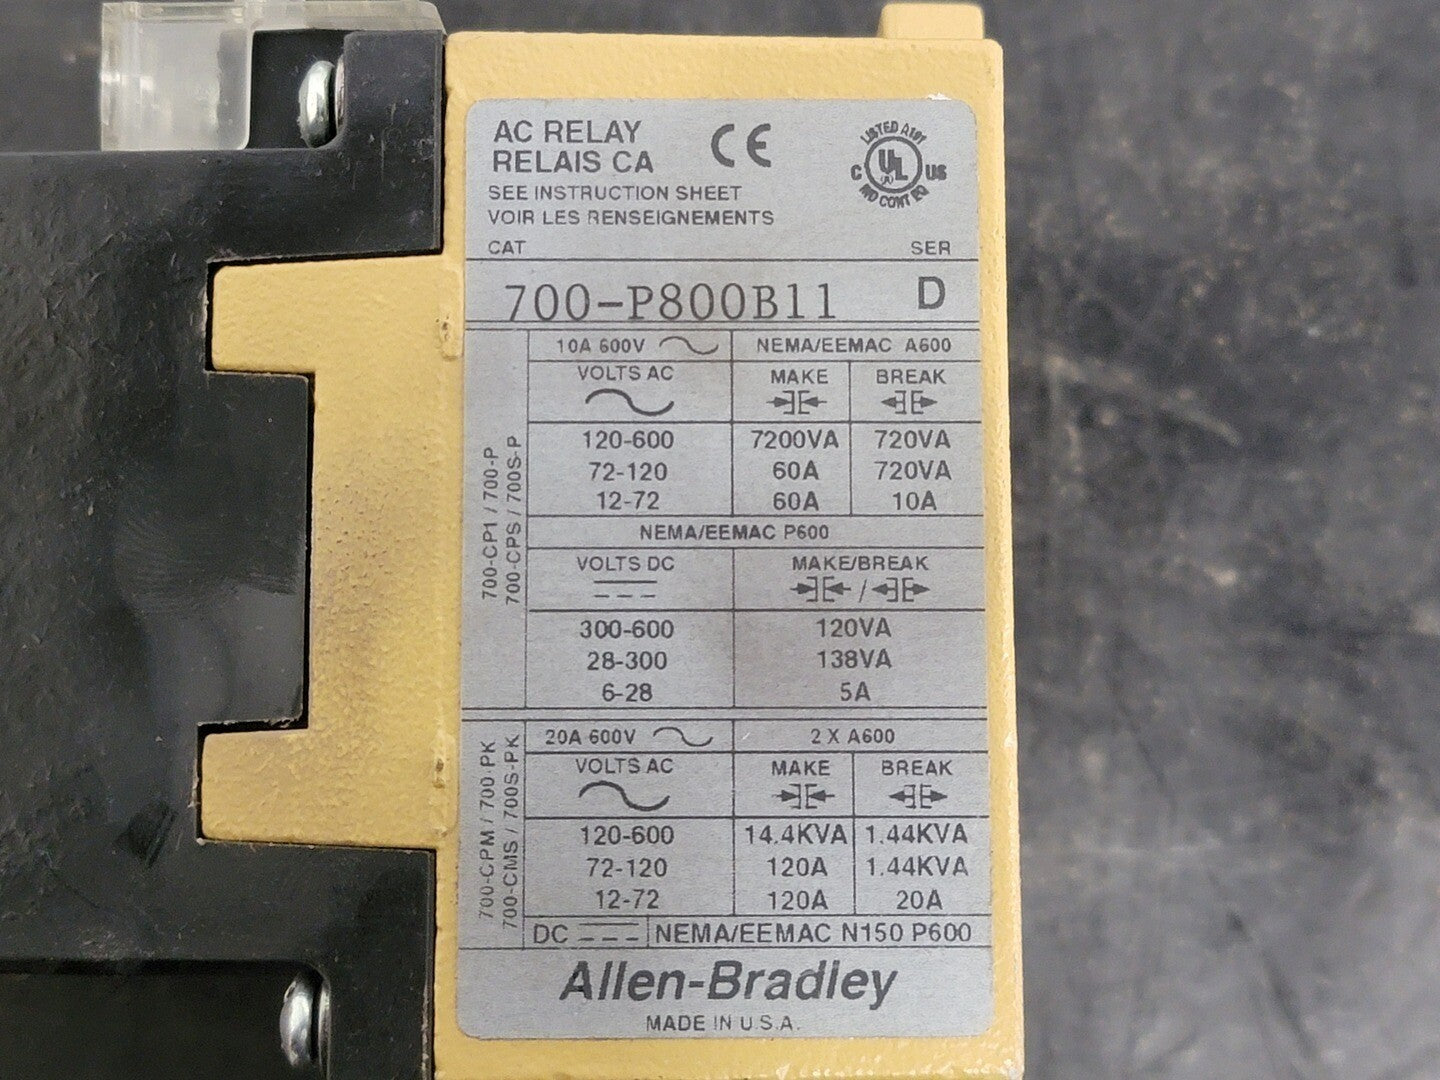 AC RELAY
RELAIS CA
CE
LISTED A191
C UL US
IND CONT EQ
SEE INSTRUCTION SHEET
VOIR LES RENSEIGNEMENTS
CAT SER
700-P800B11 D
700-CP1 / 700-P
700-CPS / 700S-P
10A 600V NEMA/EEMAC A600
VOLTS AC MAKE BREAK
120-600 7200VA 720VA
72-120 60A 720VA
12-72 60A 10A
NEMA/EEMAC P600
VOLTS DC MAKE/BREAK
/
300-600 120VA
28-300 138VA
6-28 5A
700-CPM / 700-PK
700-CMS / 700S-PK
20A 600V 2 X A600
VOLTS AC MAKE BREAK
120-600 14.4KVA 1.44KVA
72-120 120A 1.44KVA
12-72 120A 20A
DC NEMA/EEMAC N150 P600
Allen-Bradley
MADE IN U.S.A.